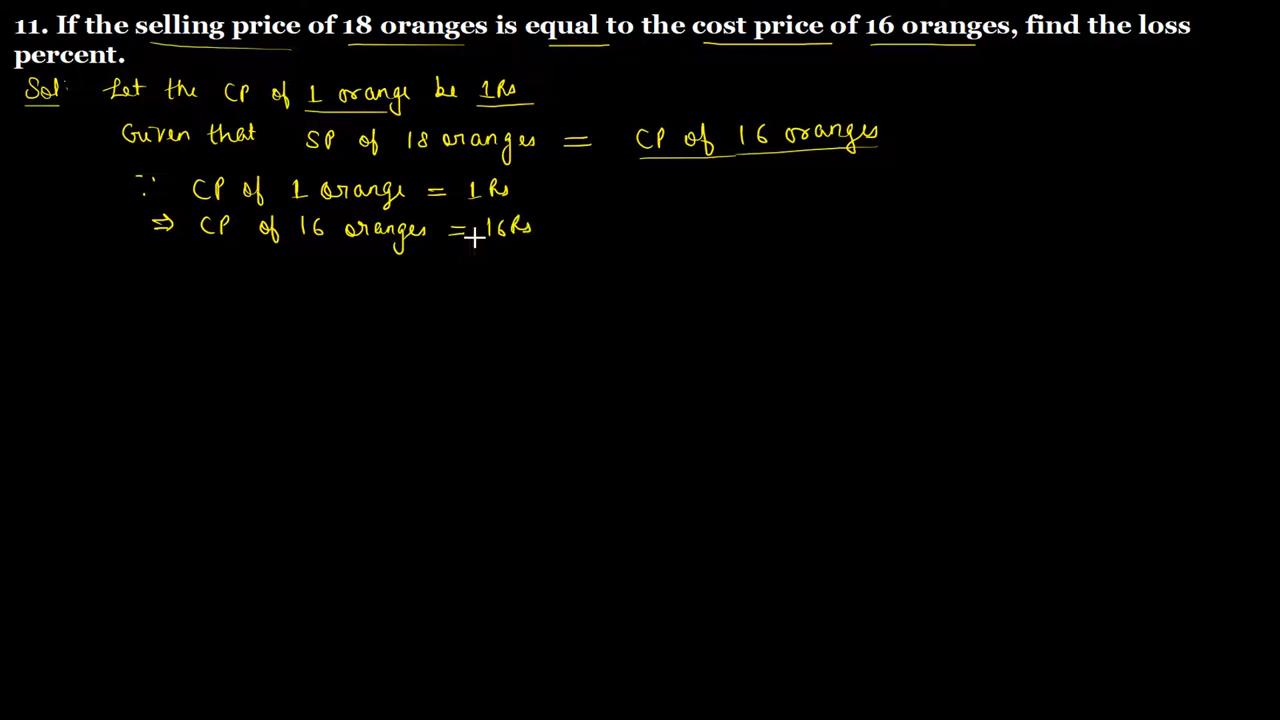 11. If the selling price of 18 oranges is equal to the cost price of 16 oranges, find the loss
percent.
Sol: Let the CP of 1 orange be 1Rs
Given that SP of 18 oranges = CP of 16 oranges
∵ CP of 1 orange = 1Rs
⇒ CP of 16 oranges = 16Rs